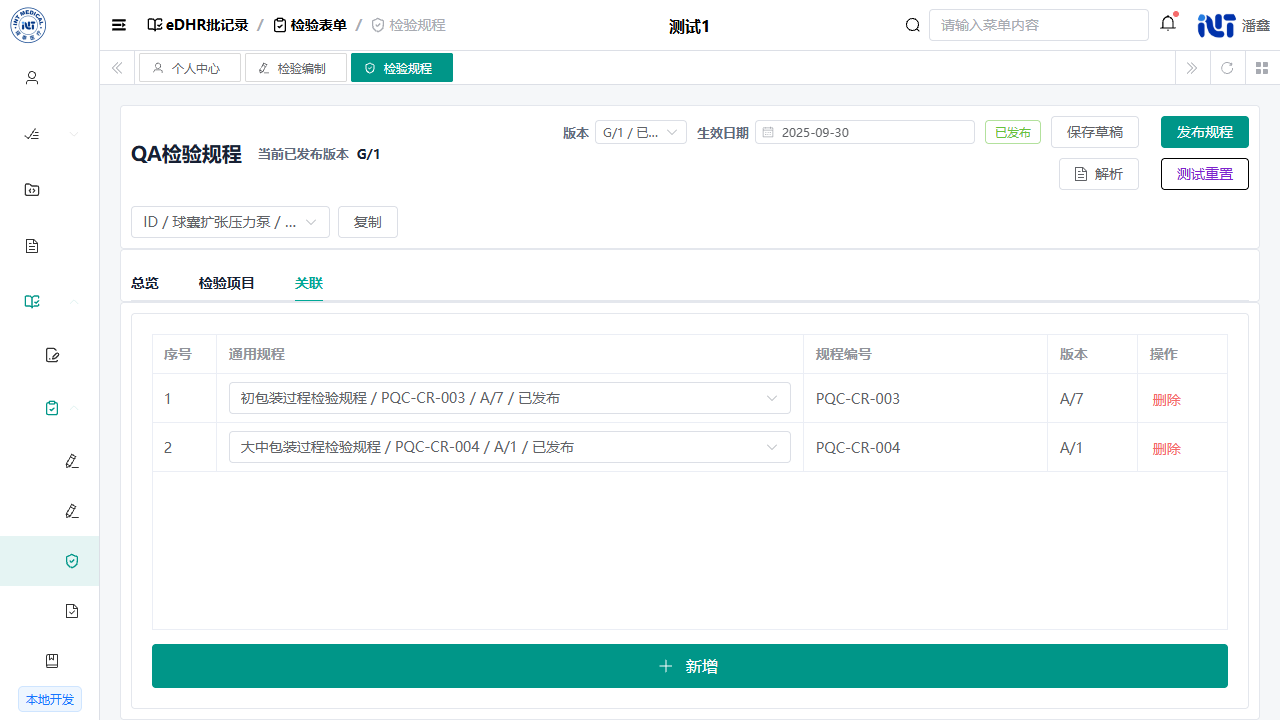 eDHR批记录 / 检验表单 / 检验规程
测试1
请输入菜单内容
INT
潘鑫
个人中心
检验编制
检验规程
QA检验规程 当前已发布版本 G/1
版本 G/1 / 已... 生效日期 2025-09-30 已发布 保存草稿 发布规程
解析 测试重置
ID / 球囊扩张压力泵 / ... 复制
总览 检验项目 关联
序号 通用规程 规程编号 版本 操作
1 初包装过程检验规程 / PQC-CR-003 / A/7 / 已发布 PQC-CR-003 A/7 删除
2 大中包装过程检验规程 / PQC-CR-004 / A/1 / 已发布 PQC-CR-004 A/1 删除
新增
本地开发